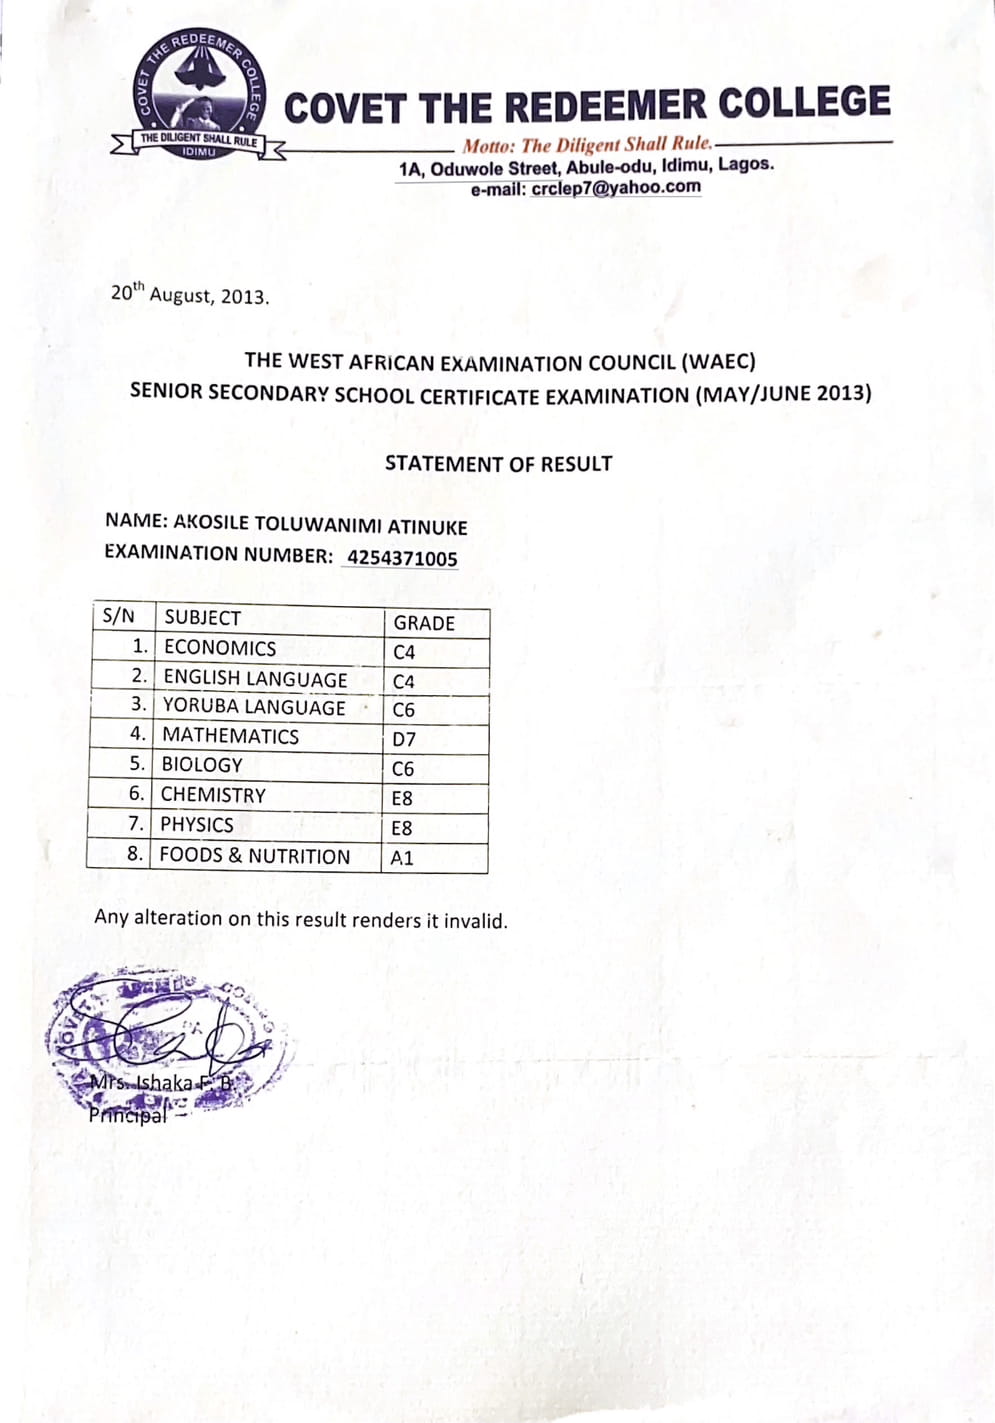 COVET THE REDEEMER COLLEGE
THE DILIGENT SHALL RULE
IDIMU
COVET THE REDEEMER COLLEGE
Motto: The Diligent Shall Rule.
1A, Oduwole Street, Abule-odu, Idimu, Lagos.
e-mail: crclep7@yahoo.com
20th August, 2013.
THE WEST AFRICAN EXAMINATION COUNCIL (WAEC)
SENIOR SECONDARY SCHOOL CERTIFICATE EXAMINATION (MAY/JUNE 2013)
STATEMENT OF RESULT
NAME: AKOSILE TOLUWANIMI ATINUKE
EXAMINATION NUMBER: 4254371005
S/N SUBJECT GRADE
1. ECONOMICS C4
2. ENGLISH LANGUAGE C4
3. YORUBA LANGUAGE C6
4. MATHEMATICS D7
5. BIOLOGY C6
6. CHEMISTRY E8
7. PHYSICS E8
8. FOODS & NUTRITION A1
Any alteration on this result renders it invalid.
Mrs. Ishaka F. B.
Principal